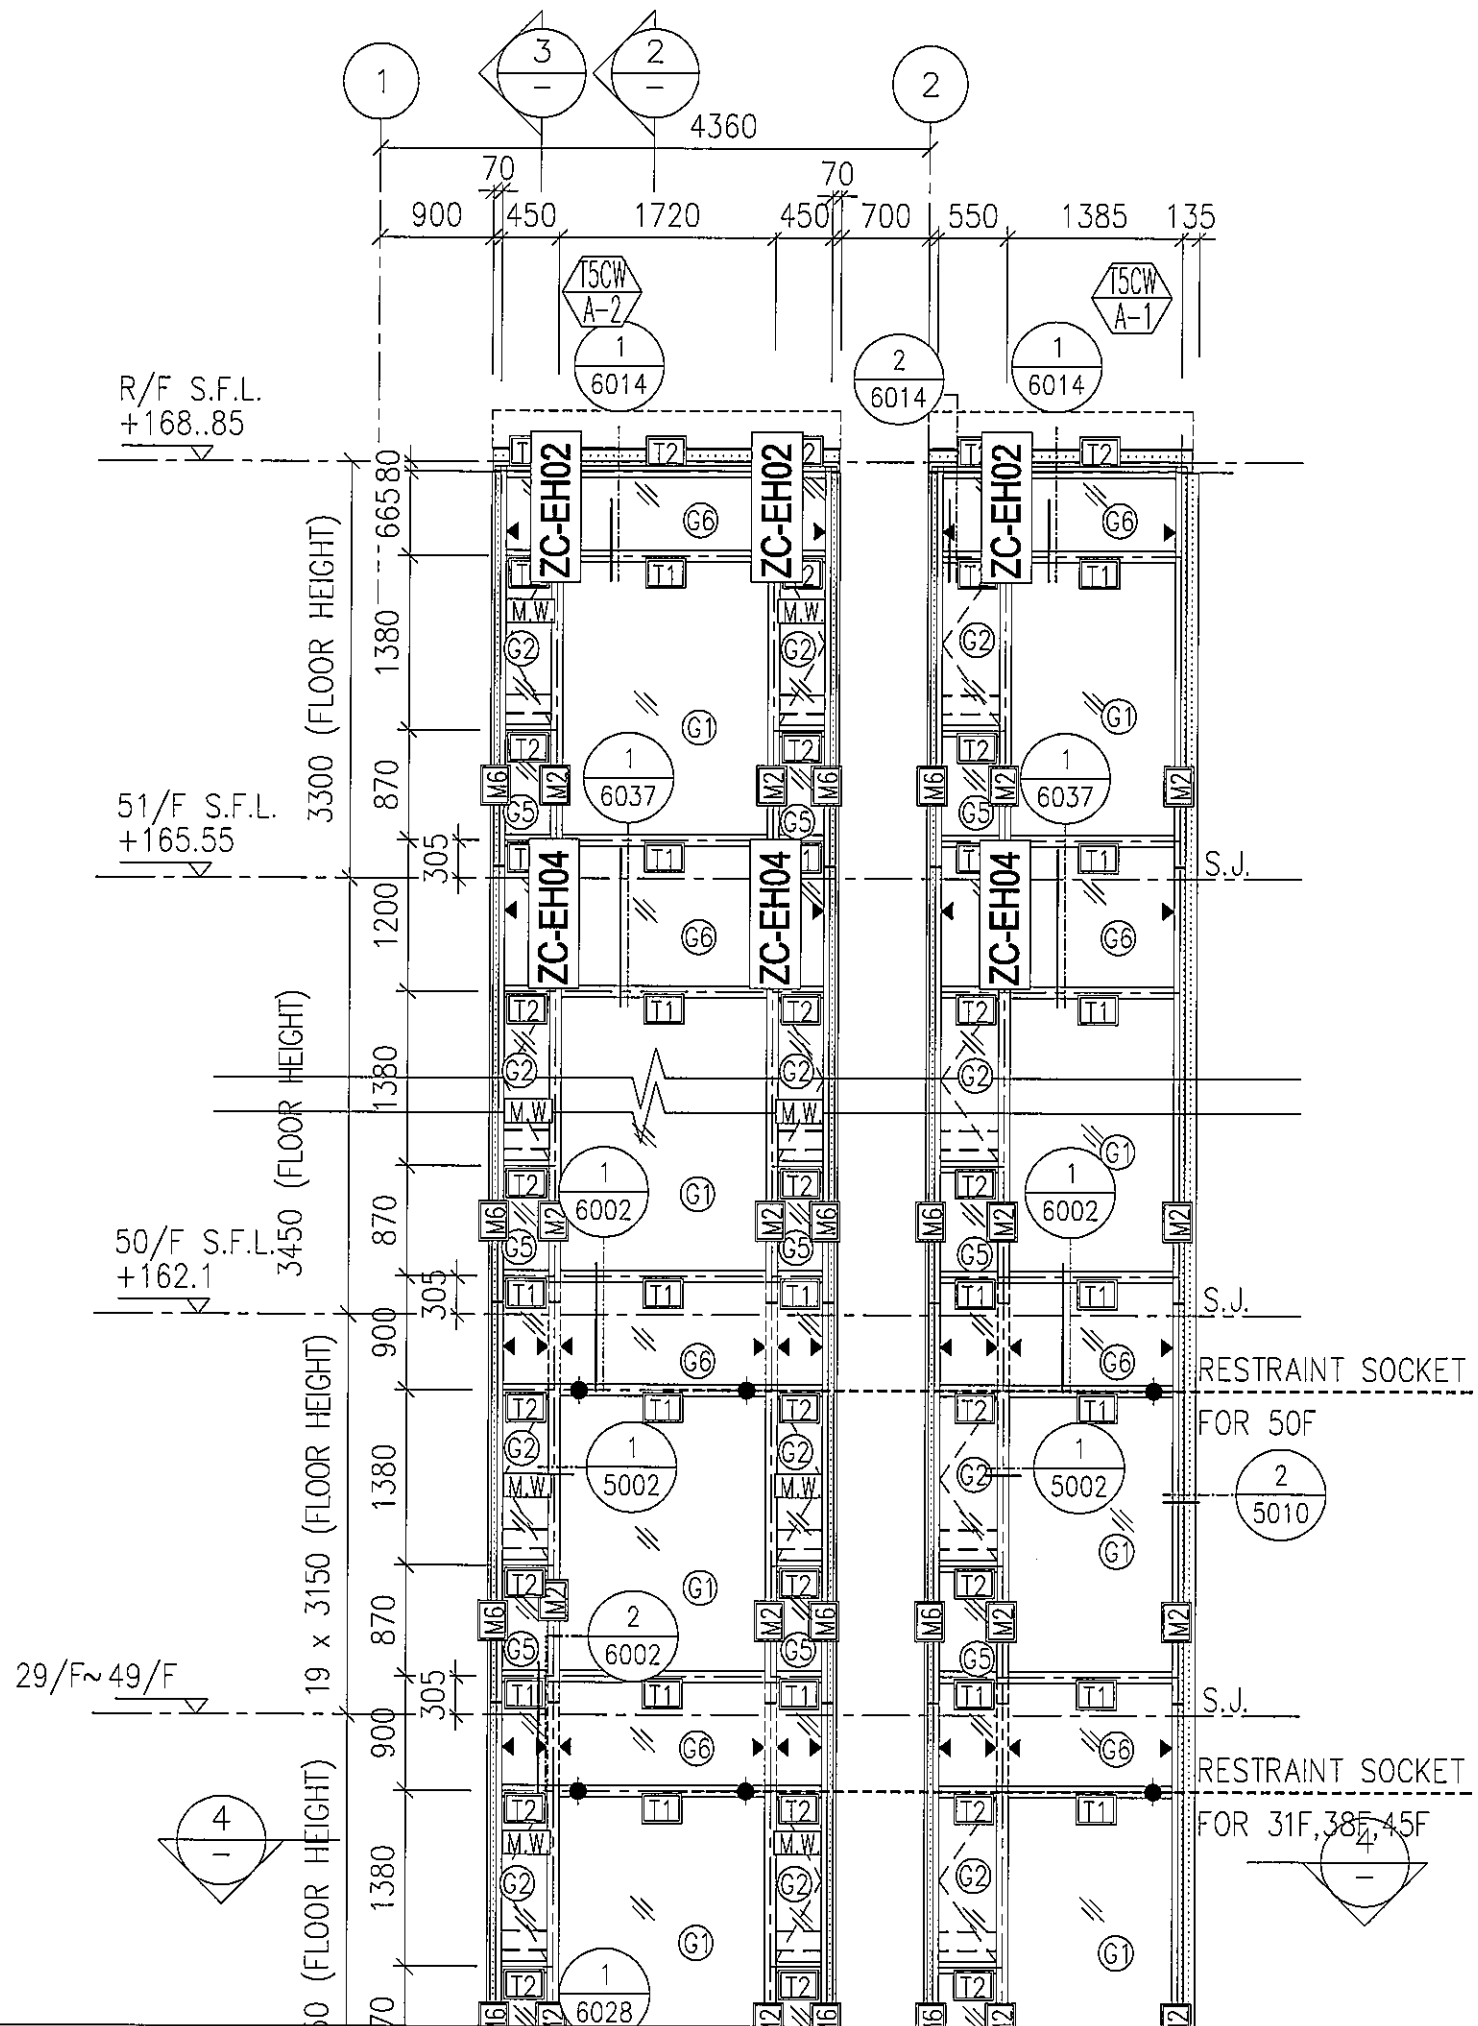 1
3
–
2
–
2
4360
70
70
900
450
1720
450
700
550
1385
135
T5CW
A-2
T5CW
A-1
1
6014
2
6014
1
6014
R/F S.F.L.
+168..85
80
665
1380
870
305
3300 (FLOOR HEIGHT)
T2
T2
ZC-EH02
ZC-EH02
ZC-EH02
G6
G6
T1
T1
M.W.
M.W.
G2
G2
G2
G1
G1
T2
T2
T2
1
6037
1
6037
M6
M2
M2
M6
M6
M2
M2
G5
G5
G5
51/F S.F.L.
+165.55
T1
T1
S.J.
ZC-EH04
ZC-EH04
ZC-EH04
1200
G6
G6
T2
T1
T2
T2
T1
3450 (FLOOR HEIGHT)
1380
G2
G2
G2
M.W.
M.W.
G1
G1
T2
T2
T2
1
6002
1
6002
870
M6
M2
M2
M6
M6
M2
M2
G5
G5
G5
50/F S.F.L.
+162.1
305
T1
T1
T1
T1
T1
S.J.
900
G6
G6
RESTRAINT SOCKET
FOR 50F
T2
T1
T2
T2
T1
19 x 3150 (FLOOR HEIGHT)
1380
G2
G2
G2
M.W.
M.W.
1
5002
1
5002
2
5010
G1
G1
T2
T2
T2
870
M6
M2
M2
M6
M6
M2
M2
2
6002
G5
G5
G5
29/F~49/F
305
T1
T1
T1
T1
T1
S.J.
900
G6
G6
RESTRAINT SOCKET
FOR 31F,38F,45F
T2
T1
T2
T2
T1
4
–
4
–
M.W.
M.W.
1380
G2
G2
G2
G1
G1
(FLOOR HEIGHT)
T2
T2
T2
1
6028